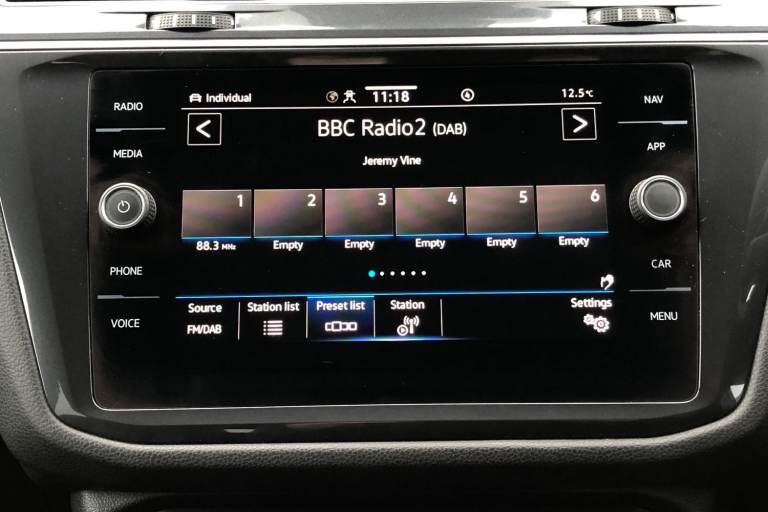 RADIO
MEDIA
PHONE
VOICE
Individual
11:18
4
12.5°C
BBC Radio2 (DAB)
Jeremy Vine
1 2 3 4 5 6
88.3 MHz Empty Empty Empty Empty Empty
Source Station list Preset list Station Settings
FM/DAB
NAV
APP
CAR
MENU